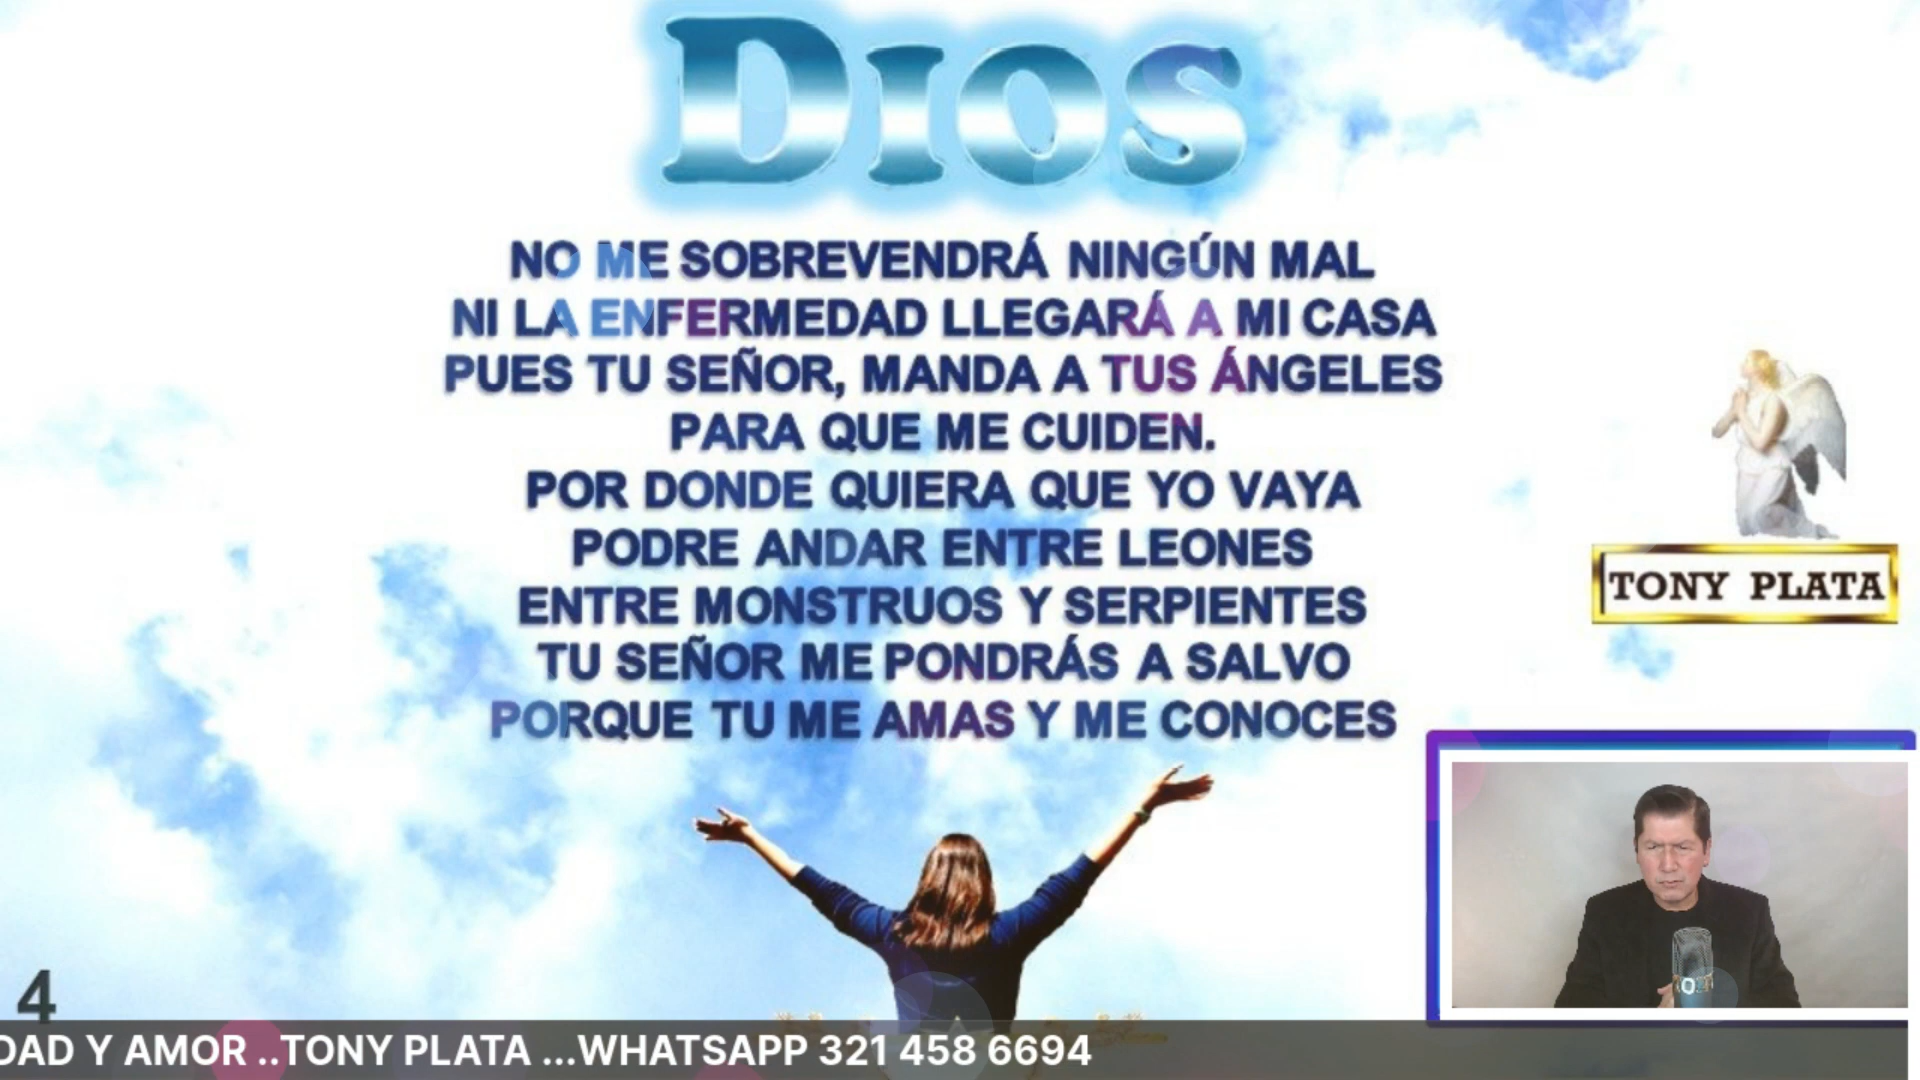 DIOS
NO ME SOBREVENDRÁ NINGÚN MAL
NI LA ENFERMEDAD LLEGARÁ A MI CASA
PUES TU SEÑOR, MANDA A TUS ÁNGELES
PARA QUE ME CUIDEN.
POR DONDE QUIERA QUE YO VAYA
PODRE ANDAR ENTRE LEONES
ENTRE MONSTRUOS Y SERPIENTES
TU SEÑOR ME PONDRÁS A SALVO
PORQUE TU ME AMAS Y ME CONOCES
TONY PLATA
4
DAD Y AMOR ..TONY PLATA ...WHATSAPP 321 458 6694